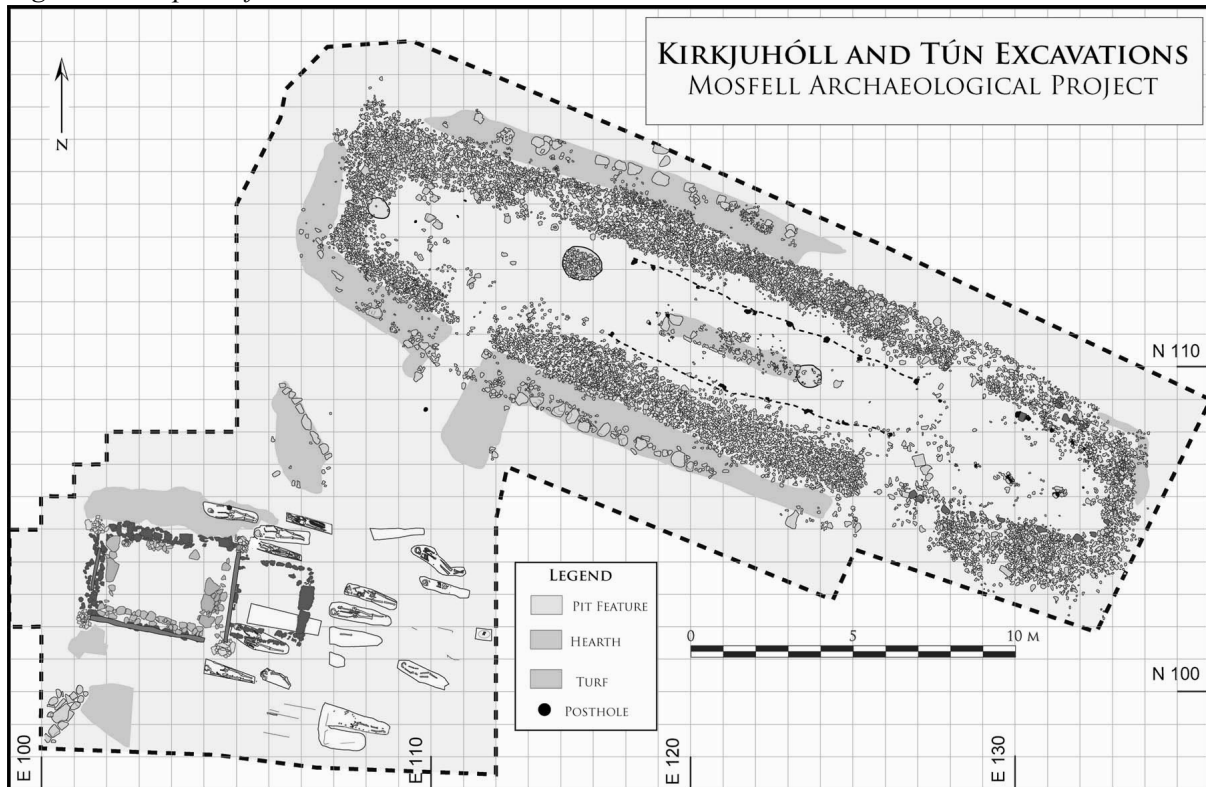 KIRKJUHÓLL AND TÚN EXCAVATIONS
MOSFELL ARCHAEOLOGICAL PROJECT
N
N 110
LEGEND
PIT FEATURE
HEARTH
TURF
POSTHOLE
0 5 10 M
N 100
E 100
E 110
E 120
E 130